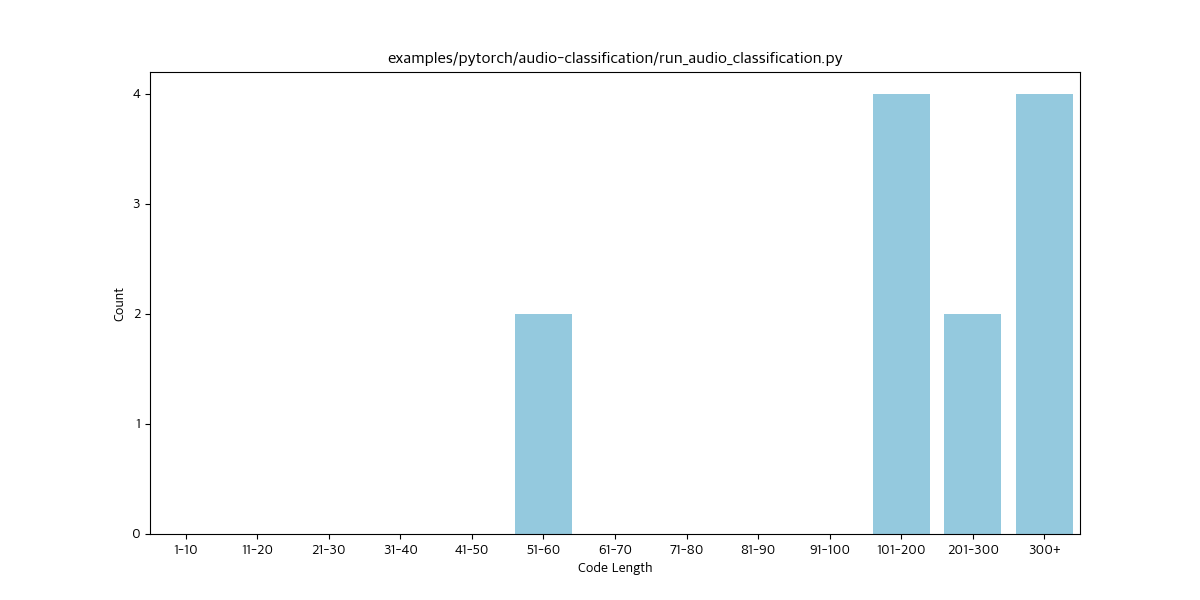 examples/pytorch/audio-classification/run_audio_classification.py
4
3
2
1
0
Count
1-10 11-20 21-30 31-40 41-50 51-60 61-70 71-80 81-90 91-100 101-200 201-300 300+
Code Length